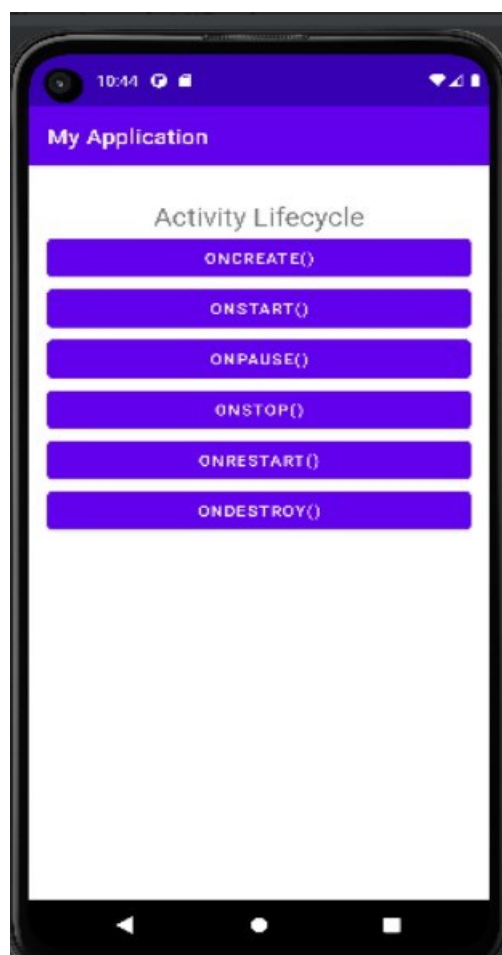 10:44
My Application
Activity Lifecycle
ONCREATE()
ONSTART()
ONPAUSE()
ONSTOP()
ONRESTART()
ONDESTROY()